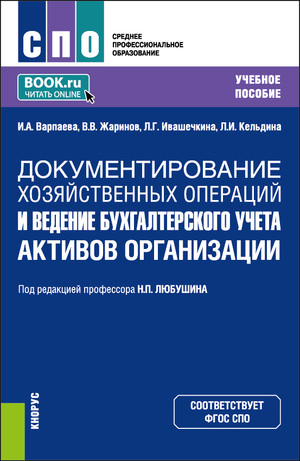 СПО
СРЕДНЕЕ
ПРОФЕССИОНАЛЬНОЕ
ОБРАЗОВАНИЕ
BOOK.ru
ЧИТАТЬ ONLINE
УЧЕБНОЕ
ПОСОБИЕ
И.А. Варпаева, В.В. Жаринов, Л.Г. Ивашечкина, Л.И. Кельдина
ДОКУМЕНТИРОВАНИЕ
ХОЗЯЙСТВЕННЫХ ОПЕРАЦИЙ
И ВЕДЕНИЕ БУХГАЛТЕРСКОГО УЧЕТА
АКТИВОВ ОРГАНИЗАЦИИ
Под редакцией профессора Н.П. ЛЮБУШИНА
КНОРУС
СООТВЕТСТВУЕТ
ФГОС СПО